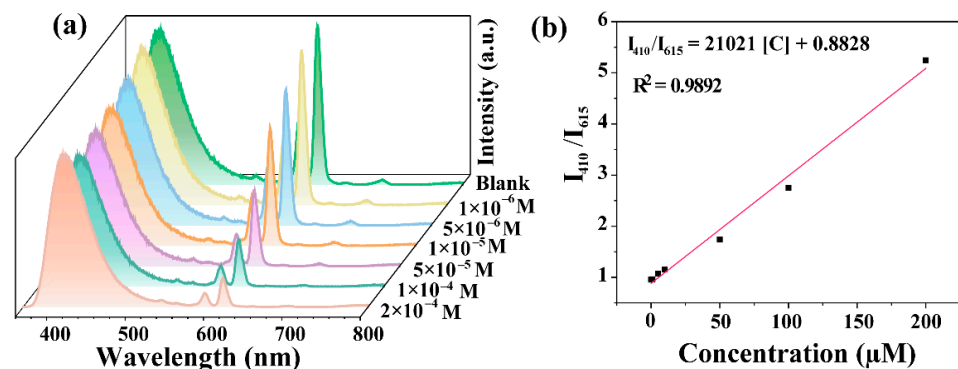 (a)
Intensity (a.u.)
Blank
1×10⁻⁶ M
5×10⁻⁶ M
1×10⁻⁵ M
5×10⁻⁵ M
1×10⁻⁴ M
2×10⁻⁴ M
400 500 600 700 800
Wavelength (nm)
(b)
I₄₁₀/I₆₁₅ = 21021 [C] + 0.8828
R² = 0.9892
I₄₁₀ /I₆₁₅
6
5
4
3
2
1
0 50 100 150 200
Concentration (μM)